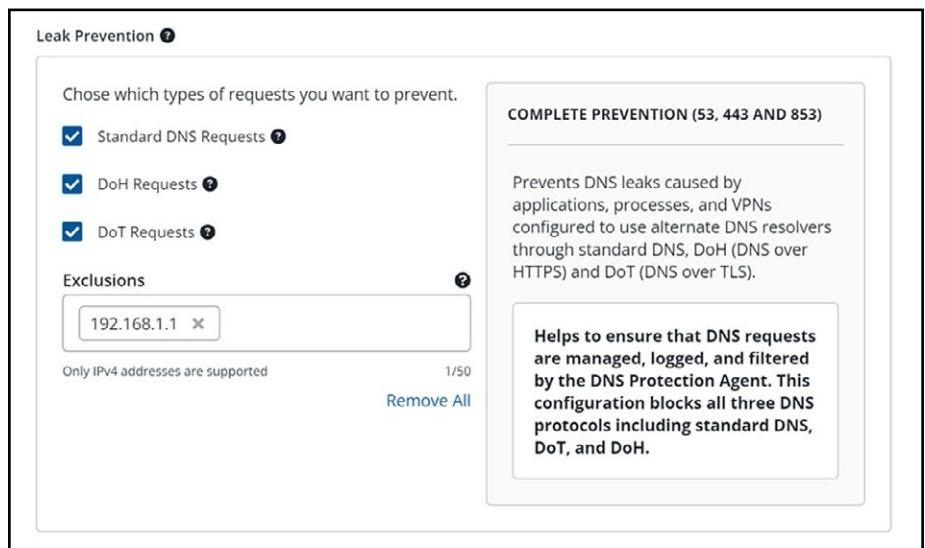 Leak Prevention ?
Chose which types of requests you want to prevent.
Standard DNS Requests ?
DoH Requests ?
DoT Requests ?
Exclusions ?
192.168.1.1 ×
Only IPv4 addresses are supported 1/50
Remove All
COMPLETE PREVENTION (53, 443 AND 853)
Prevents DNS leaks caused by
applications, processes, and VPNs
configured to use alternate DNS resolvers
through standard DNS, DoH (DNS over
HTTPS) and DoT (DNS over TLS).
Helps to ensure that DNS requests
are managed, logged, and filtered
by the DNS Protection Agent. This
configuration blocks all three DNS
protocols including standard DNS,
DoT, and DoH.